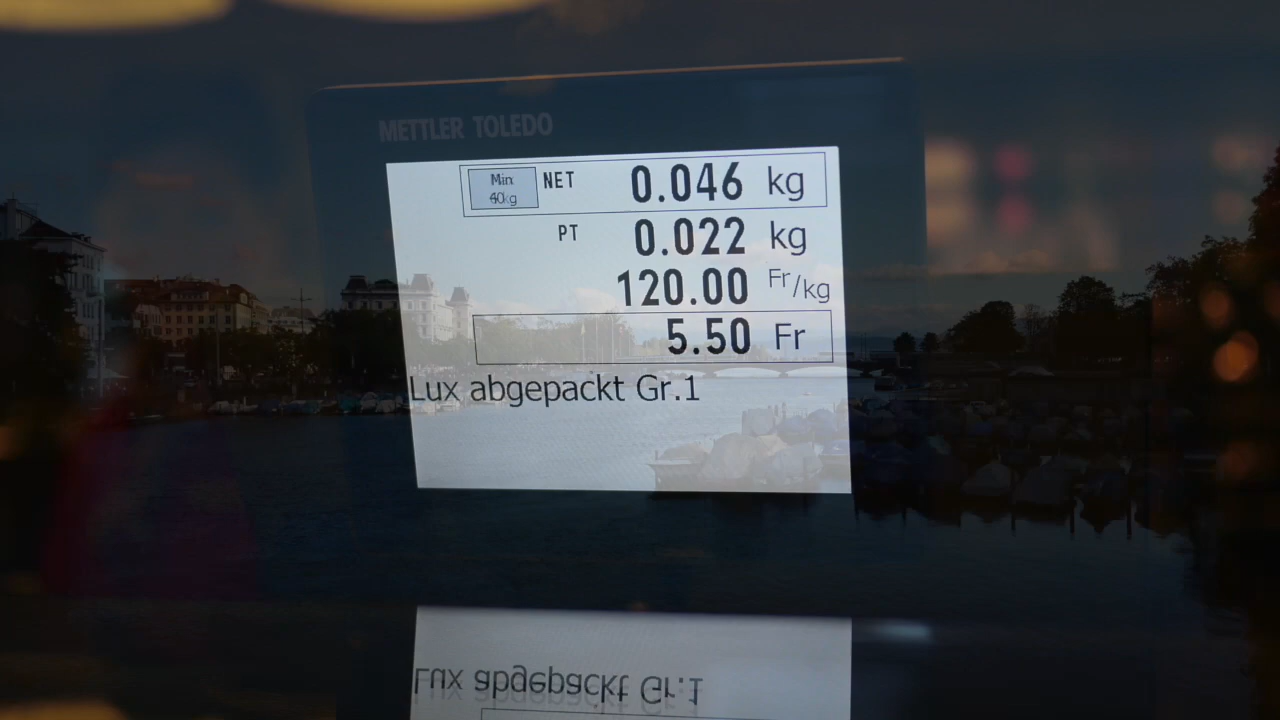 METTLER TOLEDO
Min 40kg NET 0.046 kg
PT 0.022 kg
120.00 Fr/kg
5.50 Fr
Lux abgepackt Gr.1
Lux abgepackt Gr.1